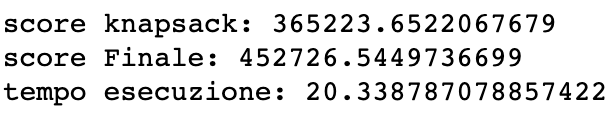 score knapsack: 365223.6522067679
score Finale: 452726.5449736699
tempo esecuzione: 20.338787078857422